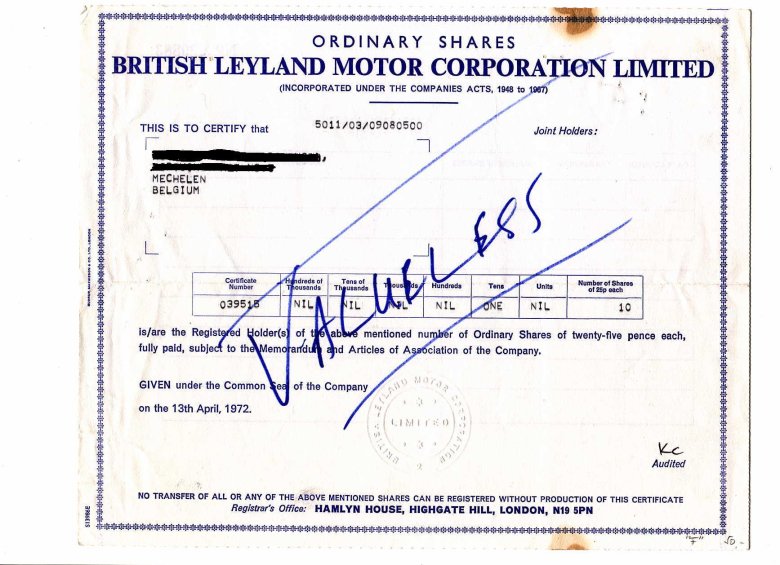 ORDINARY SHARES
BRITISH LEYLAND MOTOR CORPORATION LIMITED
(INCORPORATED UNDER THE COMPANIES ACTS, 1948 to 1967)
THIS IS TO CERTIFY that 5011/03/09080500 Joint Holders:
MECHELEN
BELGIUM
VALUELESS
Certificate Number Hundreds of Thousands Tens of Thousands Thousands Hundreds Tens Units Number of Shares of 25p each
039515 NIL NIL NIL NIL ONE NIL 10
is/are the Registered Holder(s) of the above mentioned number of Ordinary Shares of twenty-five pence each,
fully paid, subject to the Memorandum and Articles of Association of the Company.
GIVEN under the Common Seal of the Company
on the 13th April, 1972.
BRITISH LEYLAND MOTOR CORPORATION
LIMITED
KC
Audited
NO TRANSFER OF ALL OR ANY OF THE ABOVE MENTIONED SHARES CAN BE REGISTERED WITHOUT PRODUCTION OF THIS CERTIFICATE
Registrar's Office: HAMLYN HOUSE, HIGHGATE HILL, LONDON, N19 5PN